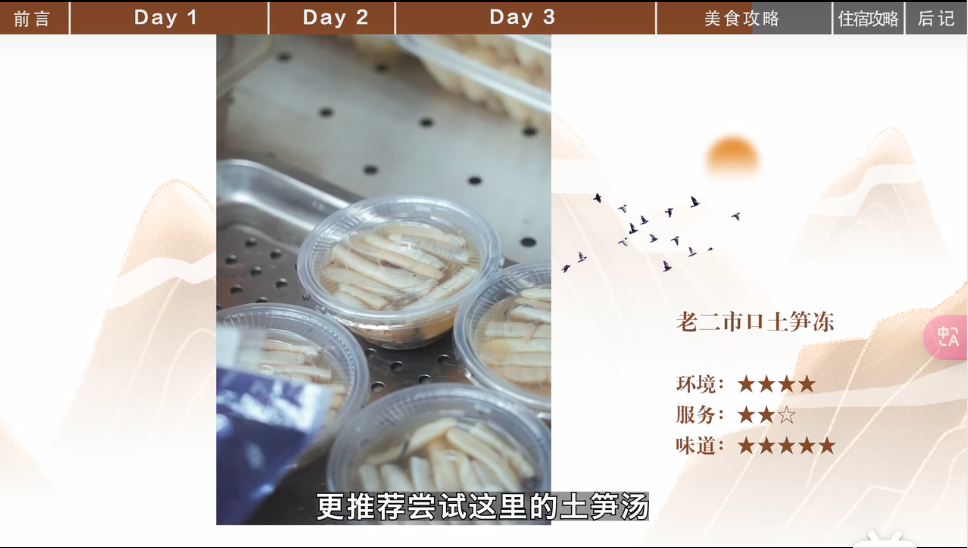 前言 Day 1 Day 2 Day 3 美食攻略 住宿攻略 后记
老二市口土笋冻
环境：★★★★
服务：★★☆
味道：★★★★★
中A
更推荐尝试这里的土笋汤